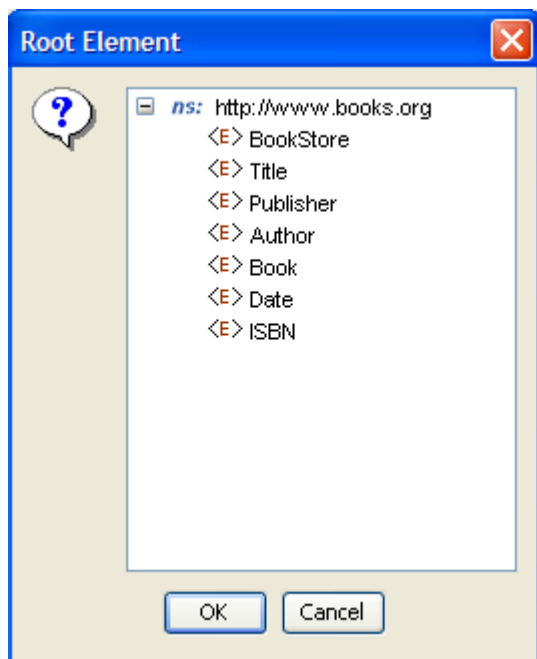 Root Element
?
ns: http://www.books.org
<E> BookStore
<E> Title
<E> Publisher
<E> Author
<E> Book
<E> Date
<E> ISBN
OK Cancel